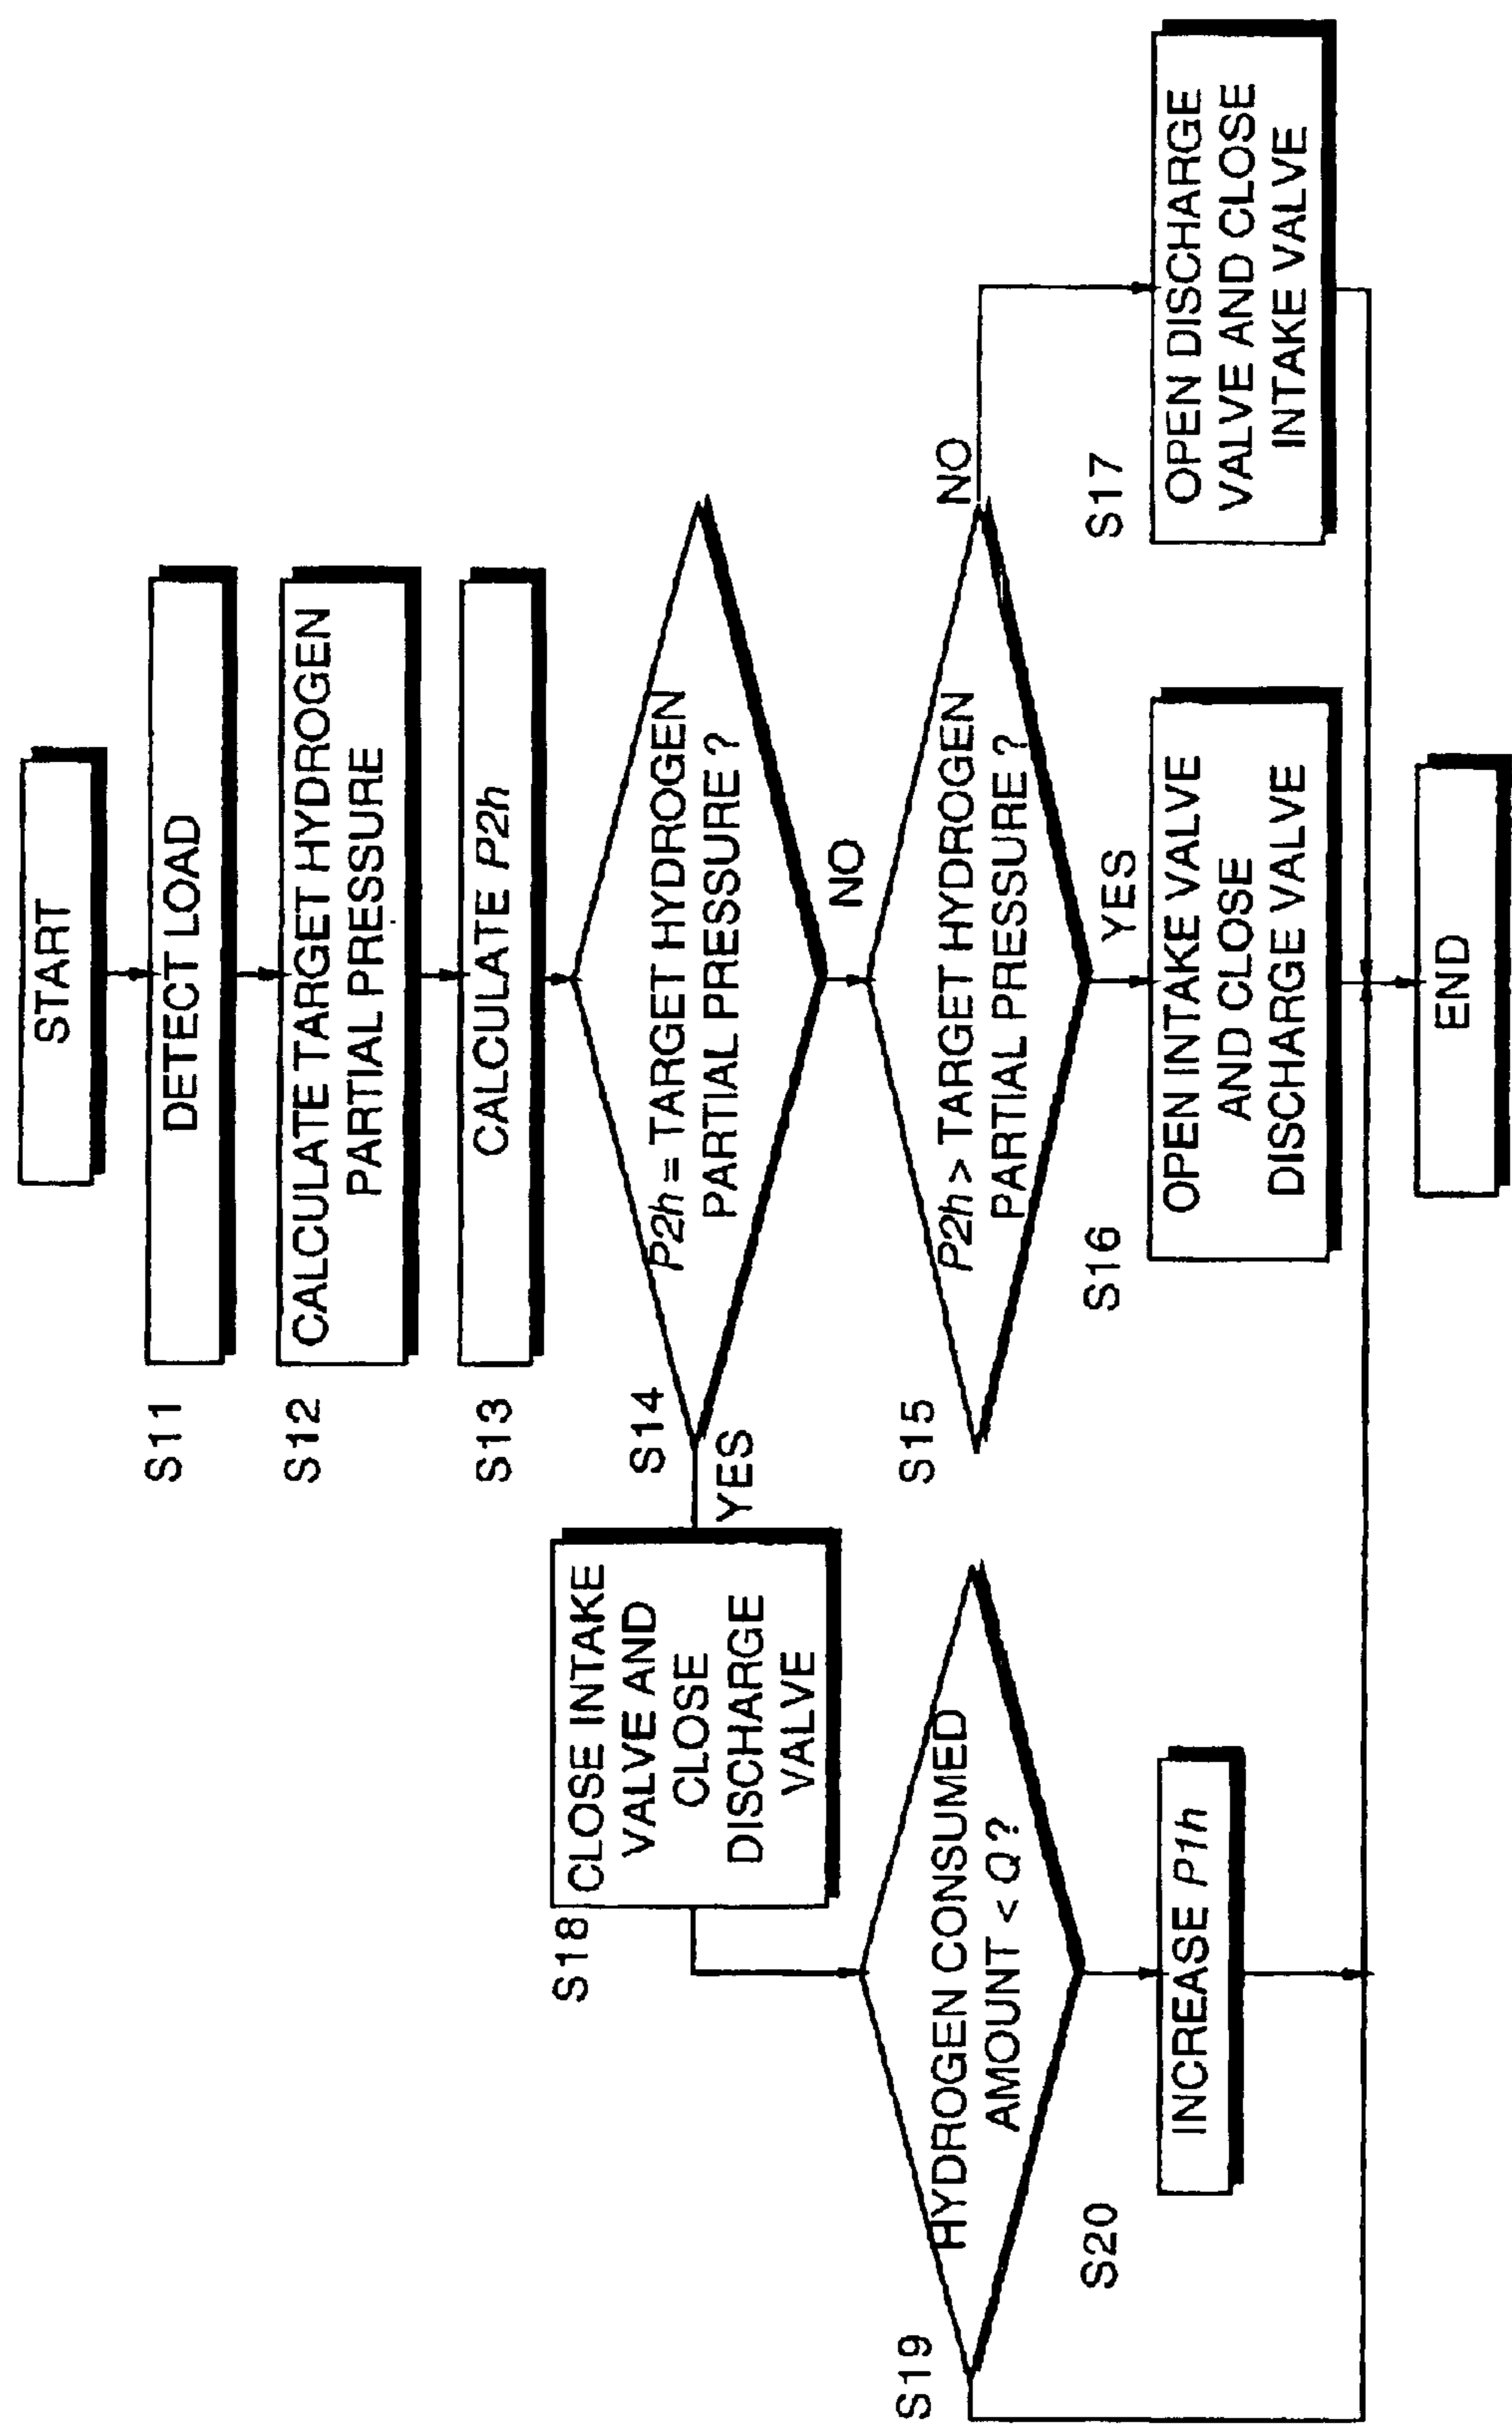 START
S11
DETECT LOAD
S12
CALCULATE TARGET HYDROGEN
PARTIAL PRESSURE
S13
CALCULATE P2h
S14
P2h = TARGET HYDROGEN
PARTIAL PRESSURE ?
YES
NO
S18
CLOSE INTAKE
VALVE AND
CLOSE
DISCHARGE
VALVE
S15
P2h > TARGET HYDROGEN
PARTIAL PRESSURE ?
NO
YES
S19
HYDROGEN CONSUMED
AMOUNT < Q ?
S20
INCREASE P1h
S16
OPEN INTAKE VALVE
AND CLOSE
DISCHARGE VALVE
S17
OPEN DISCHARGE
VALVE AND CLOSE
INTAKE VALVE
END